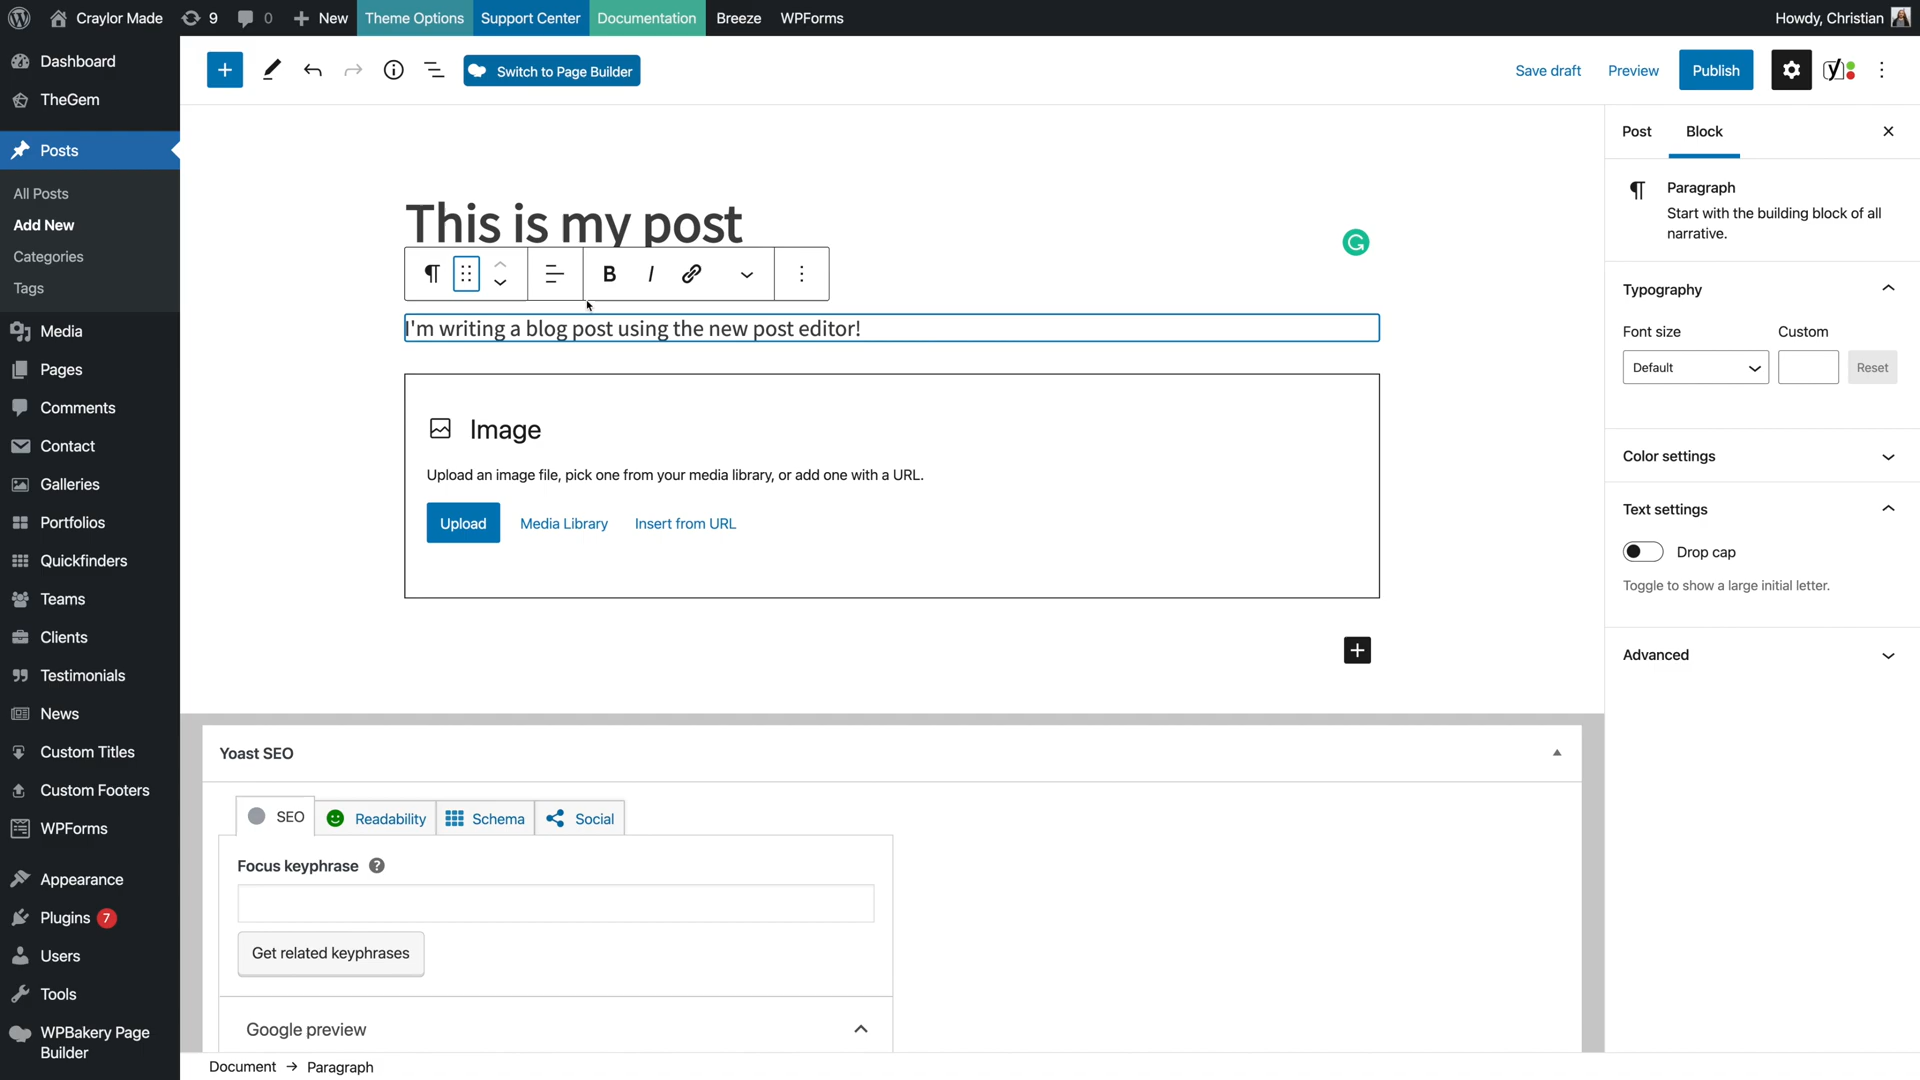 Craylor Made 9 0 New Theme Options Support Center Documentation Breeze WPForms Howdy, Christian
Dashboard
TheGem
Posts
All Posts
Add New
Categories
Tags
Media
Pages
Comments
Contact
Galleries
Portfolios
Quickfinders
Teams
Clients
Testimonials
News
Custom Titles
Custom Footers
WPForms
Appearance
Plugins 7
Users
Tools
WPBakery Page
Builder
Switch to Page Builder
Save draft Preview Publish
This is my post
B I
I'm writing a blog post using the new post editor!
Image
Upload an image file, pick one from your media library, or add one with a URL.
Upload Media Library Insert from URL
Yoast SEO
SEO Readability Schema Social
Focus keyphrase ?
Get related keyphrases
Google preview
Document → Paragraph
Post Block
Paragraph
Start with the building block of all
narrative.
Typography
Font size Custom
Default Reset
Color settings
Text settings
Drop cap
Toggle to show a large initial letter.
Advanced